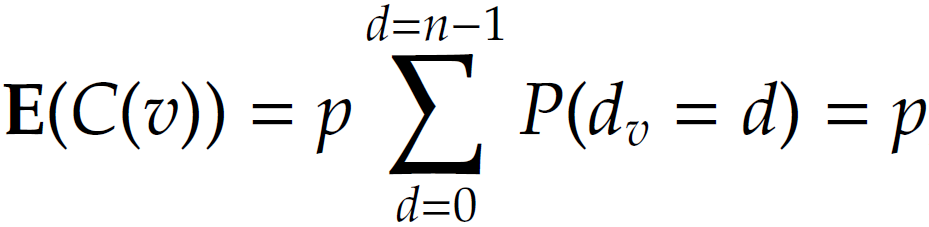 E(C(v)) = p ∑_{d=0}^{d=n−1} P(d_v = d) = p